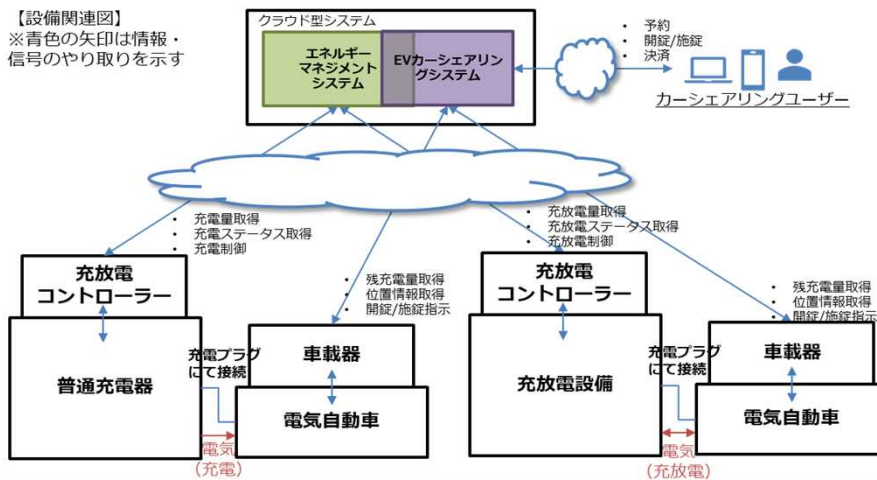 【設備関連図】
※青色の矢印は情報・
信号のやり取りを示す
クラウド型システム
エネルギー
マネジメント
システム
EVカーシェアリン
グシステム
• 予約
• 開錠/施錠
• 決済
カーシェアリングユーザー
• 充電量取得
• 充電ステータス取得
• 充電制御
• 充放電量取得
• 充放電ステータス取得
• 充放電制御
充放電
コントローラー
• 残充電量取得
• 位置情報取得
• 開錠/施錠指示
充放電
コントローラー
• 残充電量取得
• 位置情報取得
• 開錠/施錠指示
普通充電器
充電プラグ
にて接続
車載器
電気自動車
電気
(充電)
充放電設備
充電プラグ
にて接続
車載器
電気自動車
電気
(充放電)